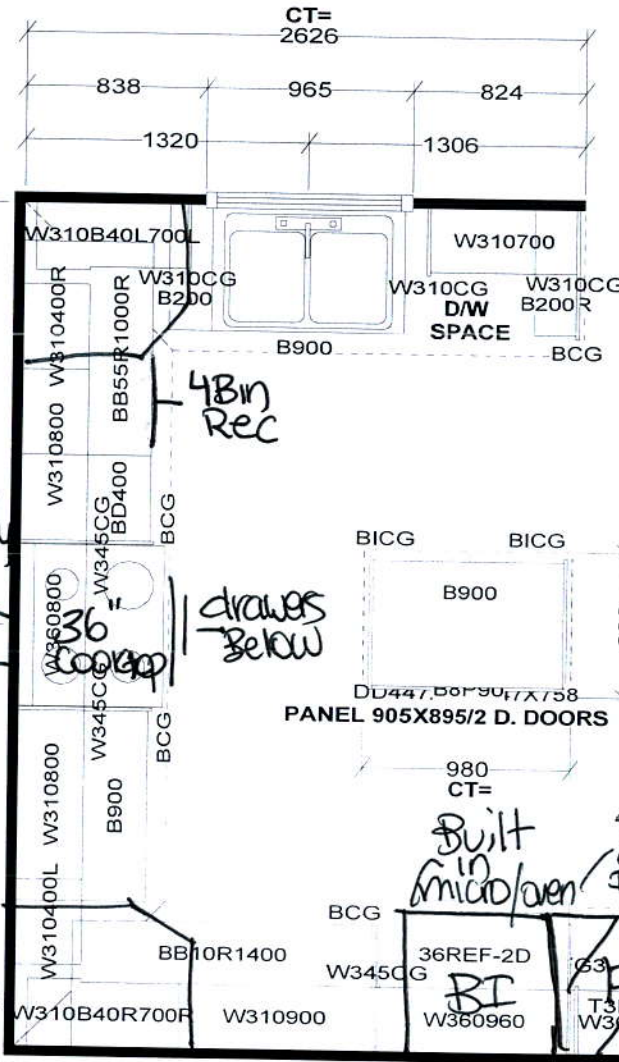 CT=
2626
838 965 824
1320 1306
W310B40L700L
W310700
W310CG
B200
W310CG
W310CG
D/W
SPACE
B200R
B900
BCG
W310400R
BB55R1000R
4Bin
Rec
W310800
BD400
BCG
W345CG
BICG BICG
B900
W360800
36"
cooktop
drawers
Below
DD447
PANEL 905X895/2 D. DOORS
W345CG
BCG
980
CT=
W310800
B900
Built
in
micro/oven
W310400L
BCG
BB10R1400
36REF-2D
W345CG
BI
W310B40R700R
W310900
W360960